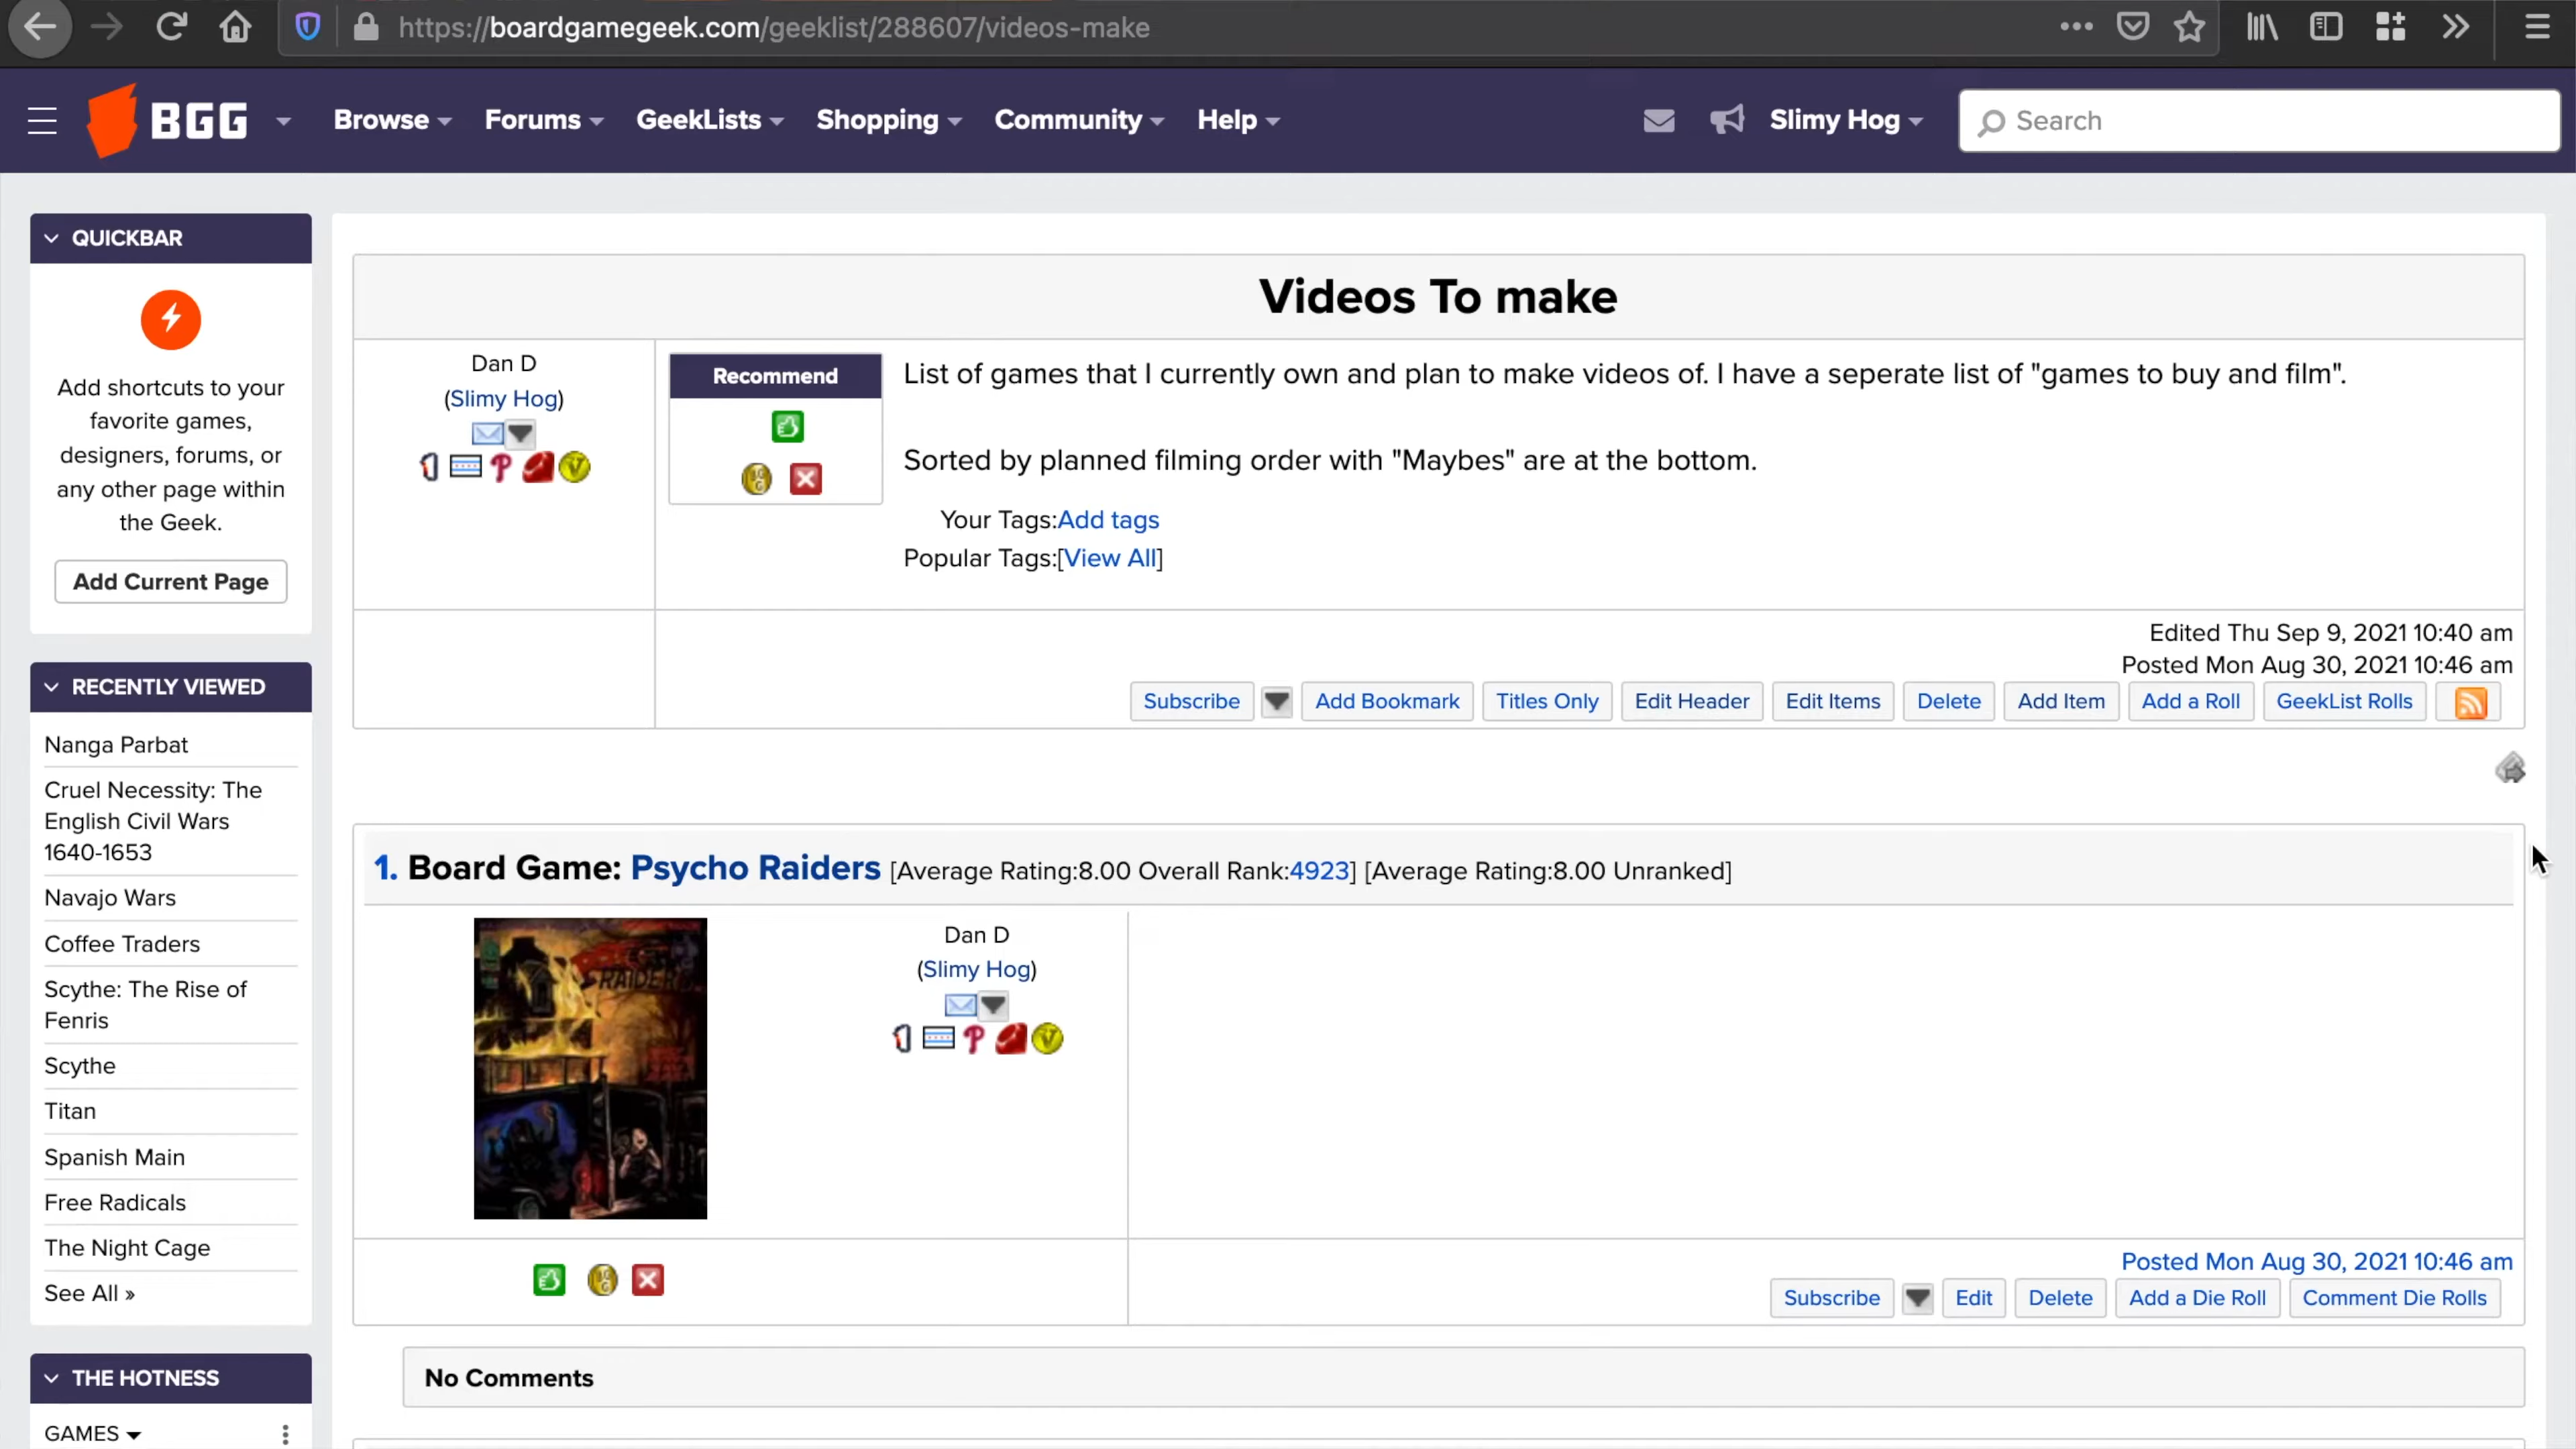 https://boardgamegeek.com/geeklist/288607/videos-make
BGG
Browse
Forums
GeekLists
Shopping
Community
Help
Slimy Hog
Search
QUICKBAR
Add shortcuts to your
favorite games,
designers, forums, or
any other page within
the Geek.
Add Current Page
RECENTLY VIEWED
Nanga Parbat
Cruel Necessity: The
English Civil Wars
1640-1653
Navajo Wars
Coffee Traders
Scythe: The Rise of
Fenris
Scythe
Titan
Spanish Main
Free Radicals
The Night Cage
See All »
THE HOTNESS
GAMES
Videos To make
Dan D
(Slimy Hog)
Recommend
List of games that I currently own and plan to make videos of. I have a seperate list of "games to buy and film".
Sorted by planned filming order with "Maybes" are at the bottom.
Your Tags:Add tags
Popular Tags:[View All]
Edited Thu Sep 9, 2021 10:40 am
Posted Mon Aug 30, 2021 10:46 am
Subscribe
Add Bookmark
Titles Only
Edit Header
Edit Items
Delete
Add Item
Add a Roll
GeekList Rolls
1. Board Game: Psycho Raiders [Average Rating:8.00 Overall Rank:4923] [Average Rating:8.00 Unranked]
Dan D
(Slimy Hog)
Posted Mon Aug 30, 2021 10:46 am
Subscribe
Edit
Delete
Add a Die Roll
Comment Die Rolls
No Comments